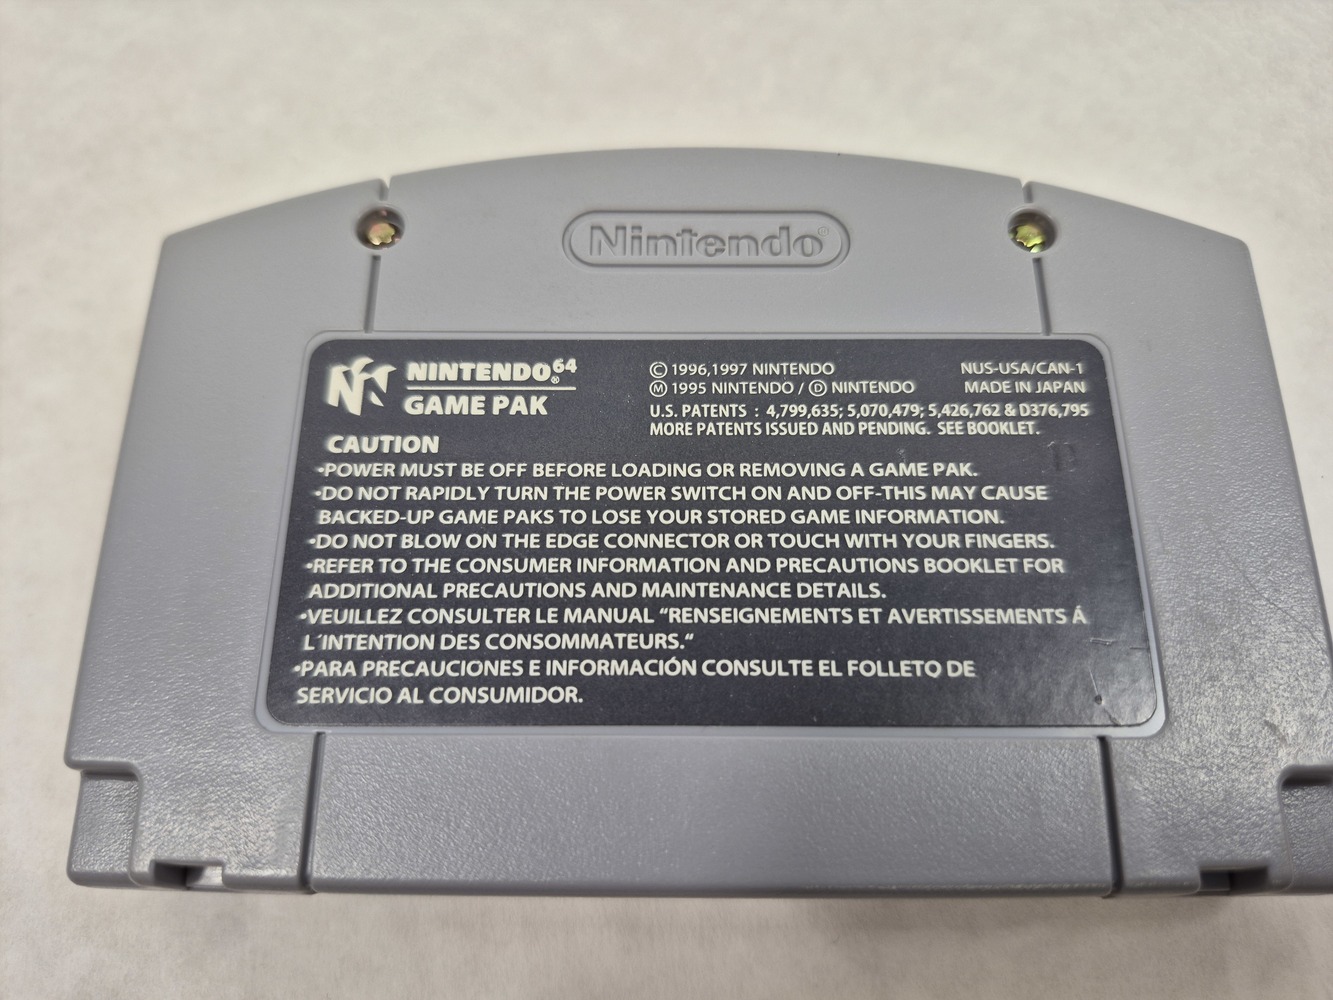 Nintendo®
NINTENDO®64
GAME PAK
© 1996,1997 NINTENDO
Ⓜ 1995 NINTENDO / Ⓓ NINTENDO
NUS-USA/CAN-1
MADE IN JAPAN
U.S. PATENTS : 4,799,635; 5,070,479; 5,426,762 & D376,795
MORE PATENTS ISSUED AND PENDING. SEE BOOKLET.
CAUTION
•POWER MUST BE OFF BEFORE LOADING OR REMOVING A GAME PAK.
•DO NOT RAPIDLY TURN THE POWER SWITCH ON AND OFF-THIS MAY CAUSE
BACKED-UP GAME PAKS TO LOSE YOUR STORED GAME INFORMATION.
•DO NOT BLOW ON THE EDGE CONNECTOR OR TOUCH WITH YOUR FINGERS.
•REFER TO THE CONSUMER INFORMATION AND PRECAUTIONS BOOKLET FOR
ADDITIONAL PRECAUTIONS AND MAINTENANCE DETAILS.
•VEUILLEZ CONSULTER LE MANUAL “RENSEIGNEMENTS ET AVERTISSEMENTS Á
L´INTENTION DES CONSOMMATEURS.“
•PARA PRECAUCIONES E INFORMACIÓN CONSULTE EL FOLLETO DE
SERVICIO AL CONSUMIDOR.